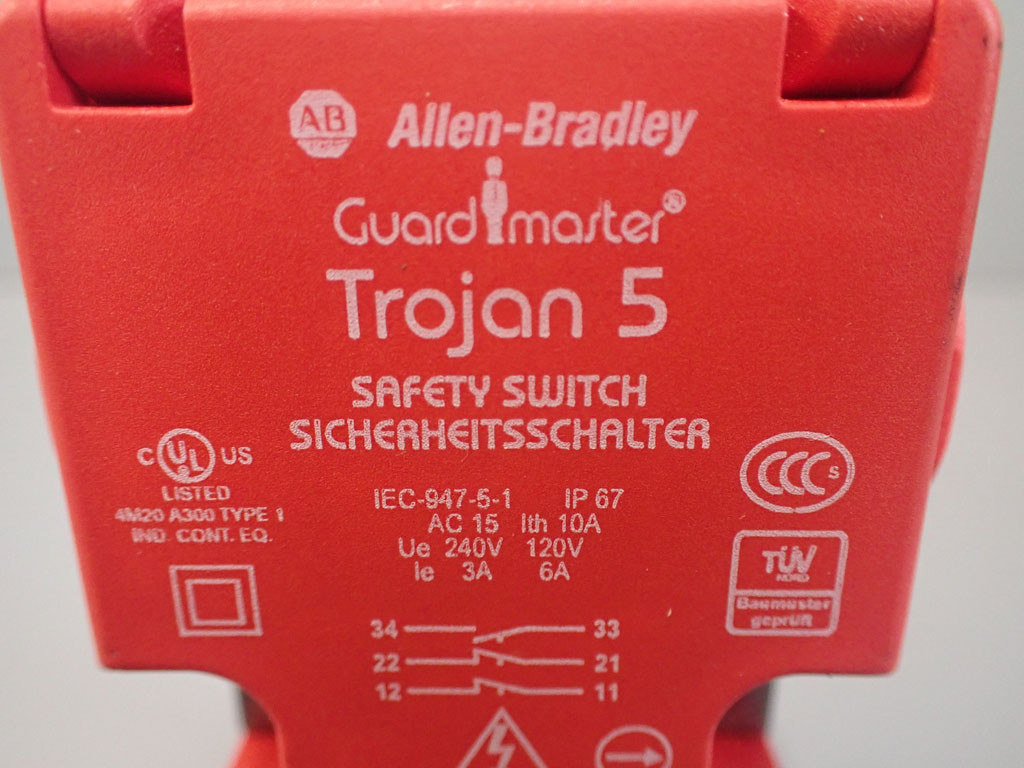 AB Allen-Bradley
Guardmaster®
Trojan 5
SAFETY SWITCH
SICHERHEITSSCHALTER
C UL US
LISTED
4M20 A300 TYPE 1
IND. CONT. EQ.
IEC-947-5-1 IP 67
AC 15 Ith 10A
Ue 240V 120V
Ie 3A 6A
CCC S
TÜV
NORD
Baumuster
geprüft
34 33
22 21
12 11